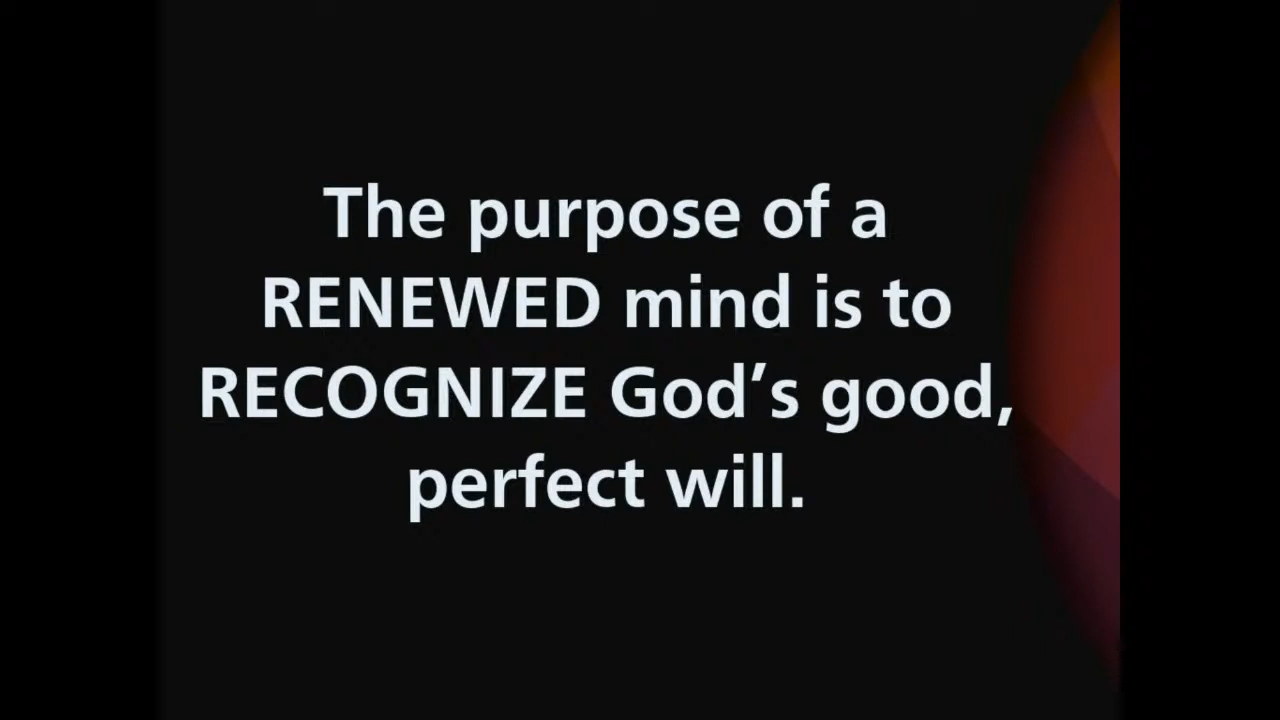 The purpose of a
RENEWED mind is to
RECOGNIZE God’s good,
perfect will.